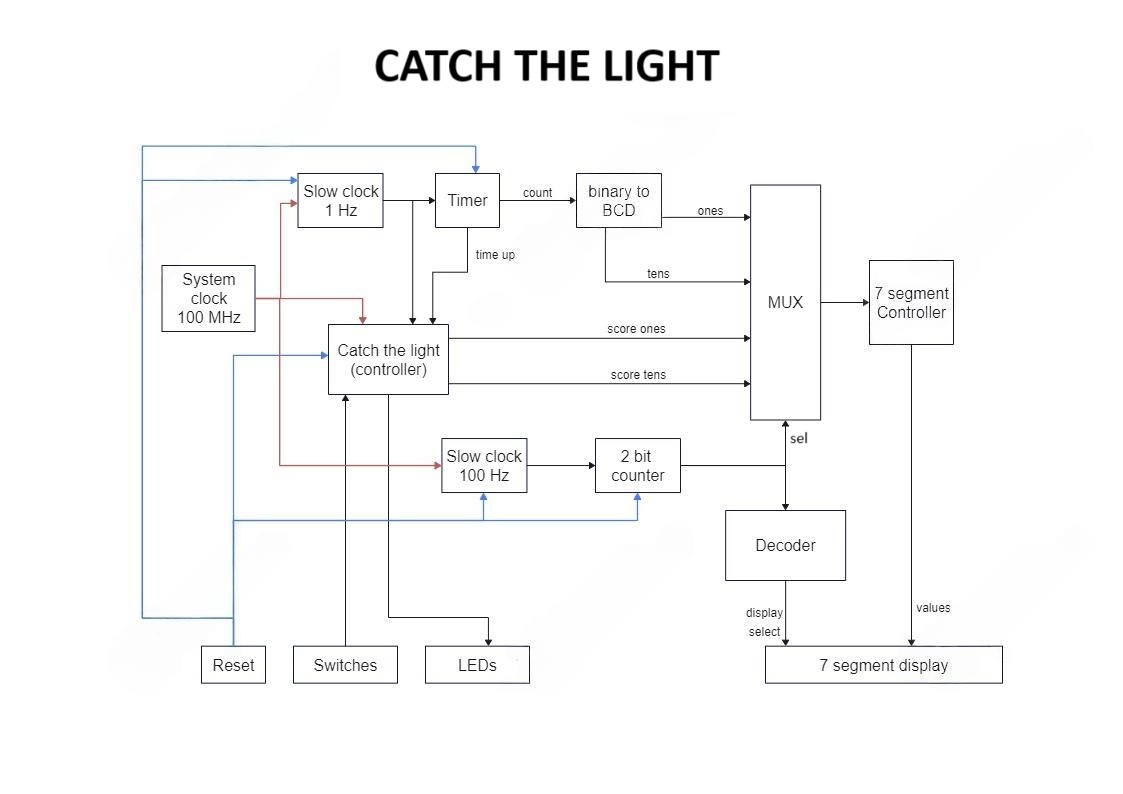 CATCH THE LIGHT
Slow clock
1 Hz
Timer
count
binary to
BCD
ones
time up
tens
System
clock
100 MHz
MUX
7 segment
Controller
score ones
Catch the light
(controller)
score tens
sel
Slow clock
100 Hz
2 bit
counter
Decoder
display
select
values
Reset
Switches
LEDs
7 segment display